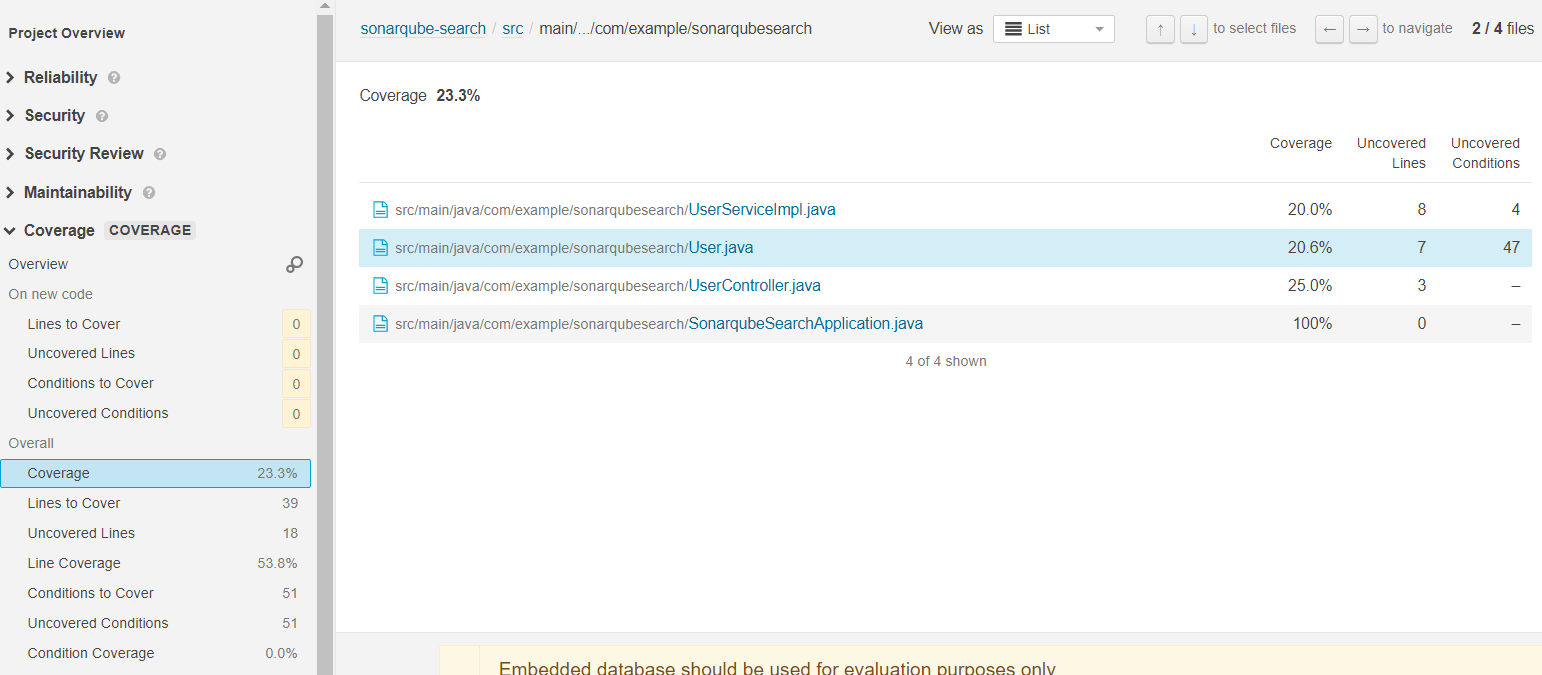 Project Overview
Reliability ?
Security ?
Security Review ?
Maintainability ?
Coverage COVERAGE
Overview
On new code
Lines to Cover 0
Uncovered Lines 0
Conditions to Cover 0
Uncovered Conditions 0
Overall
Coverage 23.3%
Lines to Cover 39
Uncovered Lines 18
Line Coverage 53.8%
Conditions to Cover 51
Uncovered Conditions 51
Condition Coverage 0.0%
sonarqube-search / src / main/.../com/example/sonarqubesearch View as List ↑ ↓ to select files ← → to navigate 2 / 4 files
Coverage 23.3%
Coverage Uncovered Uncovered
Lines Conditions
src/main/java/com/example/sonarqubesearch/UserServiceImpl.java 20.0% 8 4
src/main/java/com/example/sonarqubesearch/User.java 20.6% 7 47
src/main/java/com/example/sonarqubesearch/UserController.java 25.0% 3 –
src/main/java/com/example/sonarqubesearch/SonarqubeSearchApplication.java 100% 0 –
4 of 4 shown
Embedded database should be used for evaluation purposes only